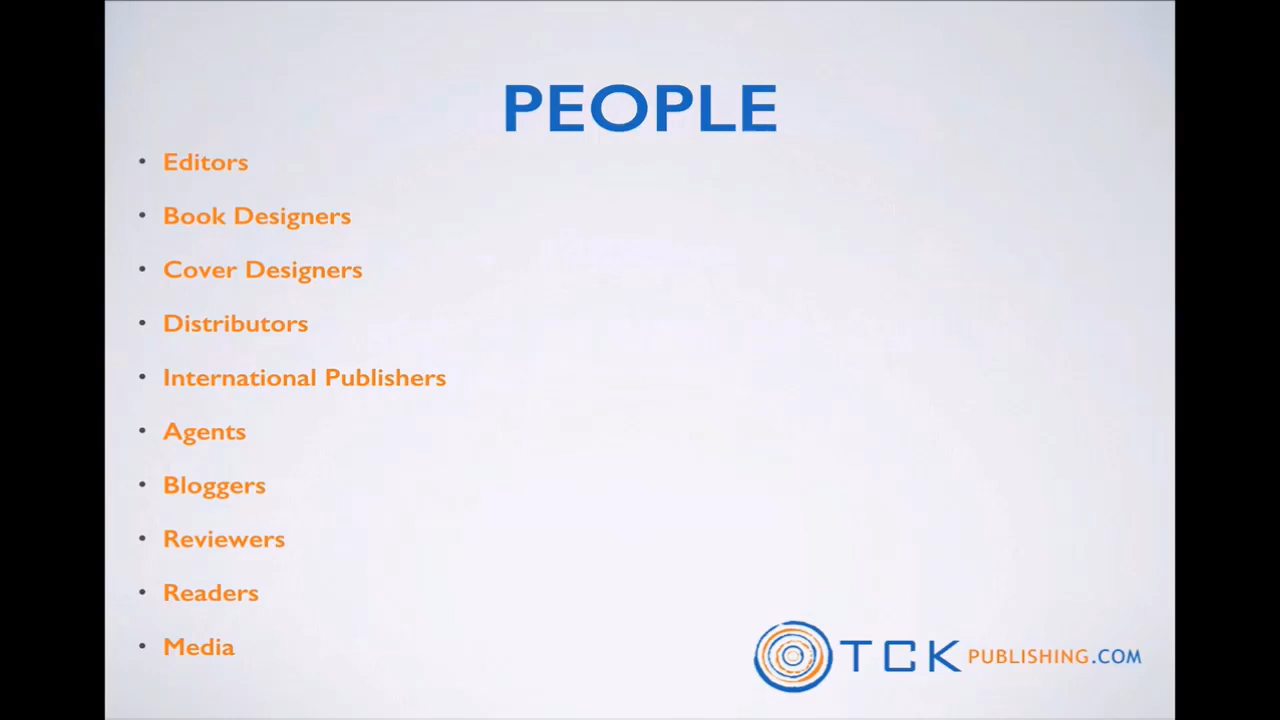 PEOPLE
• Editors
• Book Designers
• Cover Designers
• Distributors
• International Publishers
• Agents
• Bloggers
• Reviewers
• Readers
• Media
TCK PUBLISHING.COM